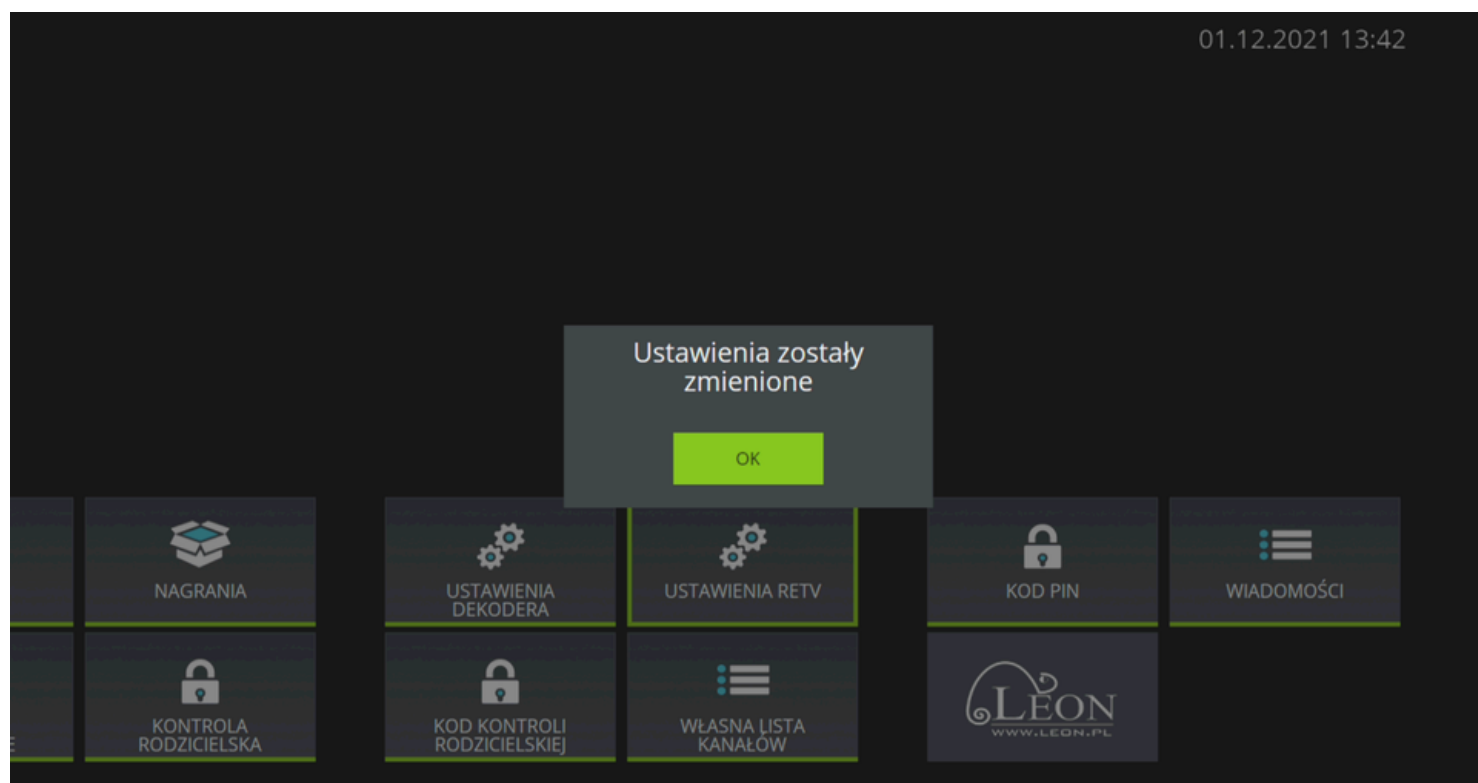 01.12.2021 13:42
Ustawienia zostały
zmienione
OK
NAGRANIA
USTAWIENIA
DEKODERA
USTAWIENIA RETV
KOD PIN
WIADOMOŚCI
E
KONTROLA
RODZICIELSKA
KOD KONTROLI
RODZICIELSKIEJ
WŁASNA LISTA
KANAŁÓW
LEON
WWW.LEON.PL